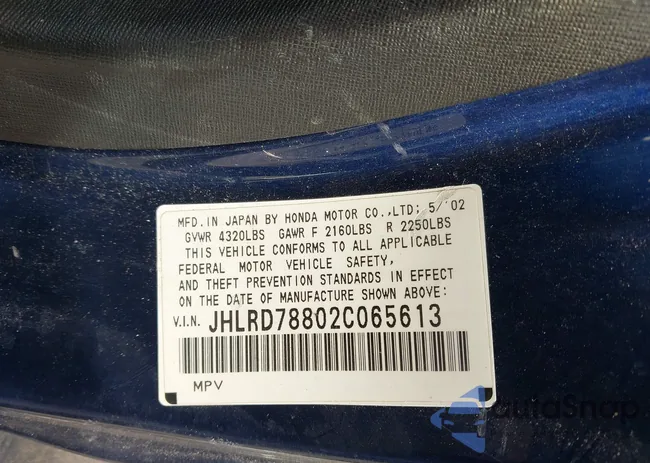 MFD. IN JAPAN BY HONDA MOTOR CO.,LTD; 5/'02
GVWR 4320LBS GAWR F 2160LBS R 2250LBS
THIS VEHICLE CONFORMS TO ALL APPLICABLE
FEDERAL MOTOR VEHICLE SAFETY,
AND THEFT PREVENTION STANDARDS IN EFFECT
ON THE DATE OF MANUFACTURE SHOWN ABOVE:
V.I.N. JHLRD78802C065613
MPV
AutoSnap